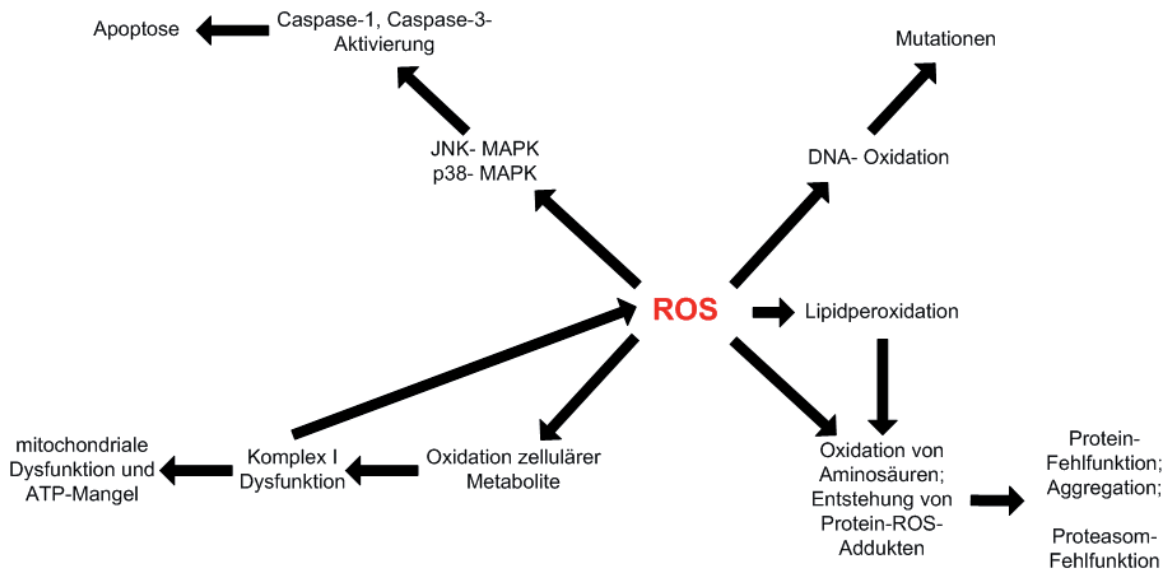 Apoptose
Caspase-1, Caspase-3-
Aktivierung
Mutationen
JNK- MAPK
p38- MAPK
DNA- Oxidation
ROS
Lipidperoxidation
mitochondriale
Dysfunktion und
ATP-Mangel
Komplex I
Dysfunktion
Oxidation zellulärer
Metabolite
Oxidation von
Aminosäuren;
Entstehung von
Protein-ROS-
Addukten
Protein-
Fehlfunktion;
Aggregation;
Proteasom-
Fehlfunktion